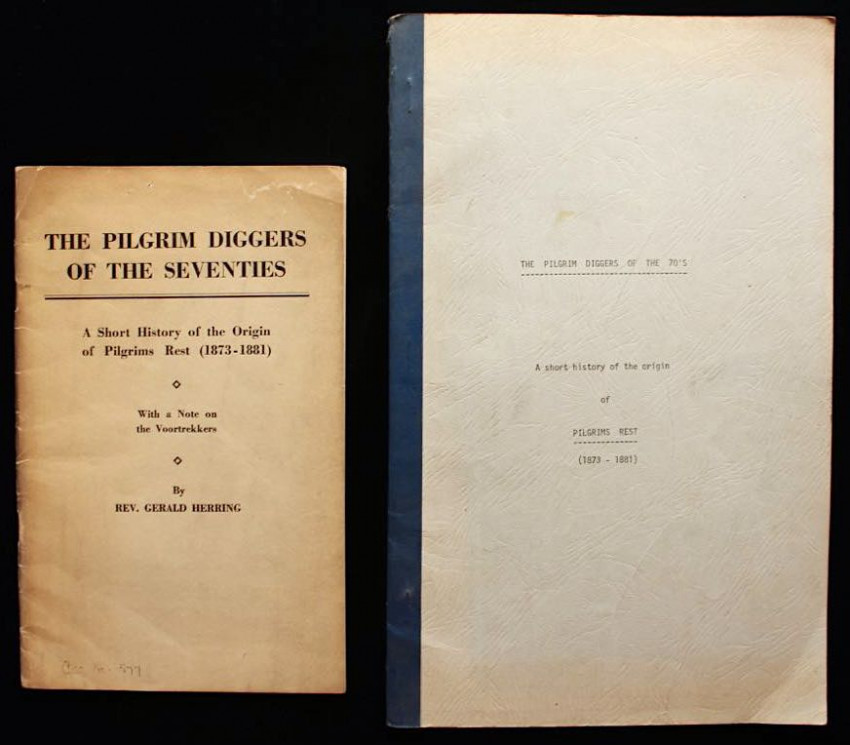 THE PILGRIM DIGGERS
OF THE SEVENTIES
A Short History of the Origin
of Pilgrims Rest (1873-1881)
With a Note on
the Voortrekkers
By
REV. GERALD HERRING
THE PILGRIM DIGGERS OF THE 70'S
A short history of the origin
of
PILGRIMS REST
(1873 - 1881)